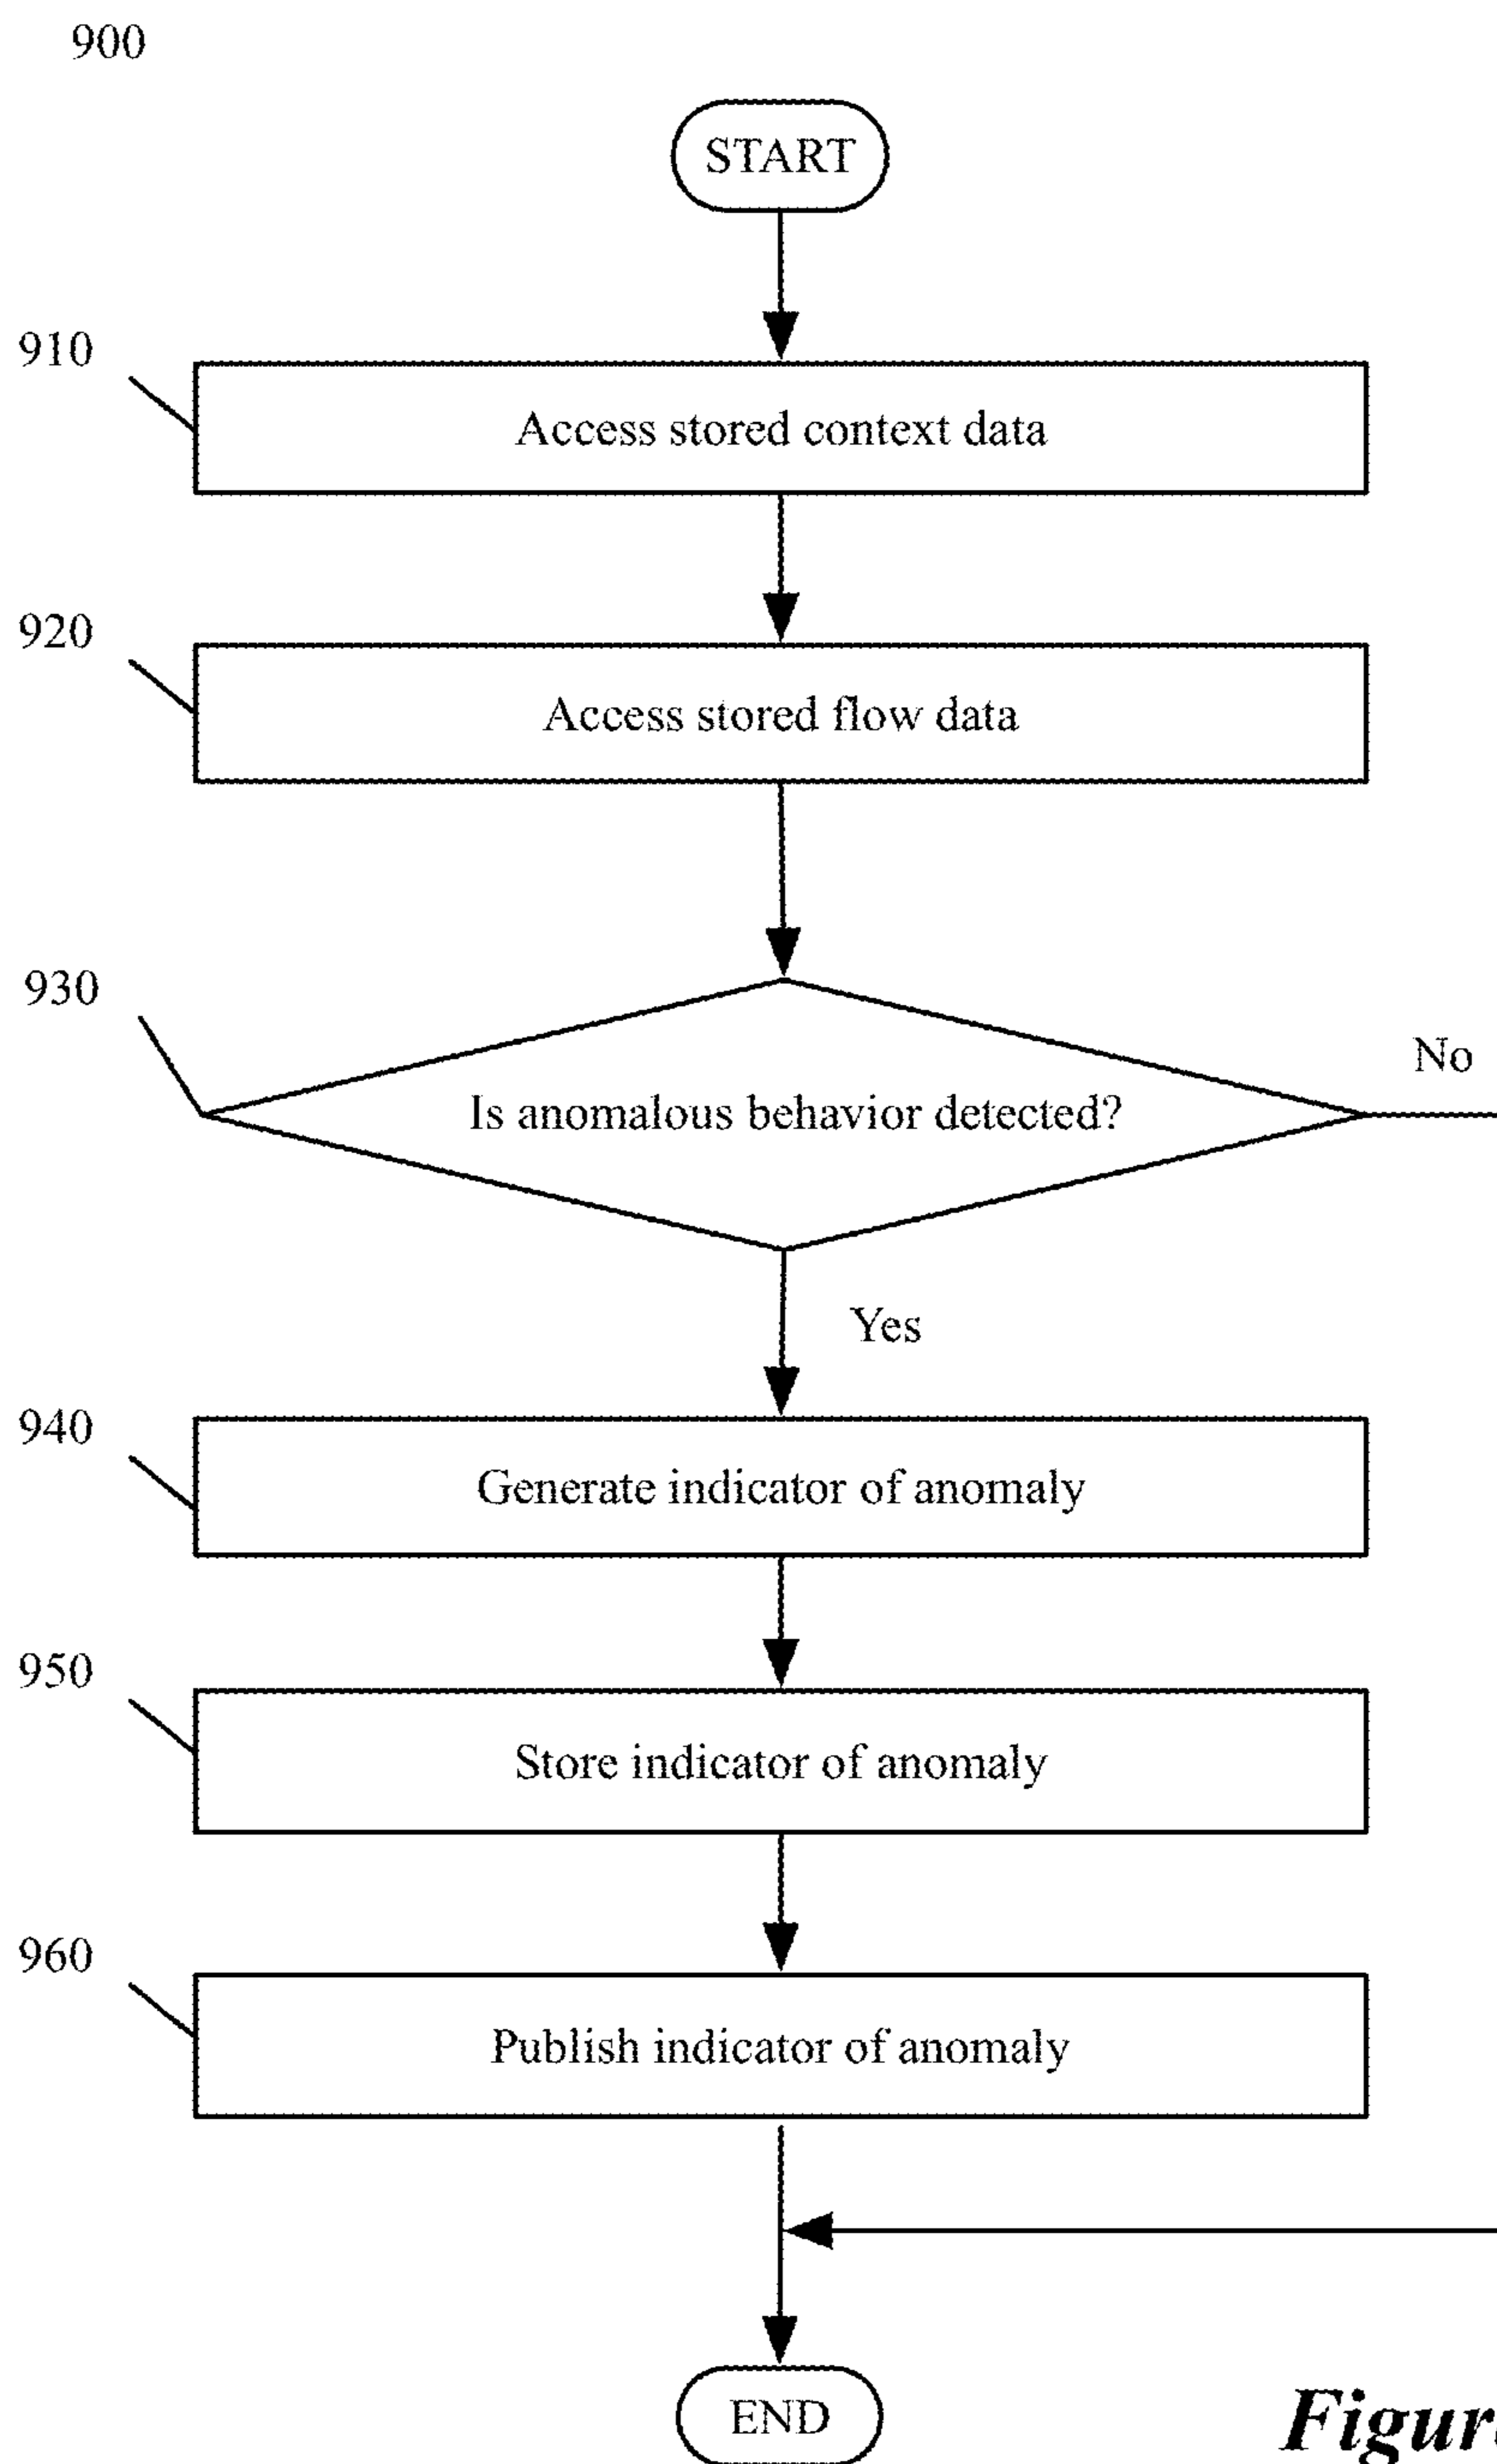 900
START
910
Access stored context data
920
Access stored flow data
930
No
Is anomalous behavior detected?
Yes
940
Generate indicator of anomaly
950
Store indicator of anomaly
960
Publish indicator of anomaly
END